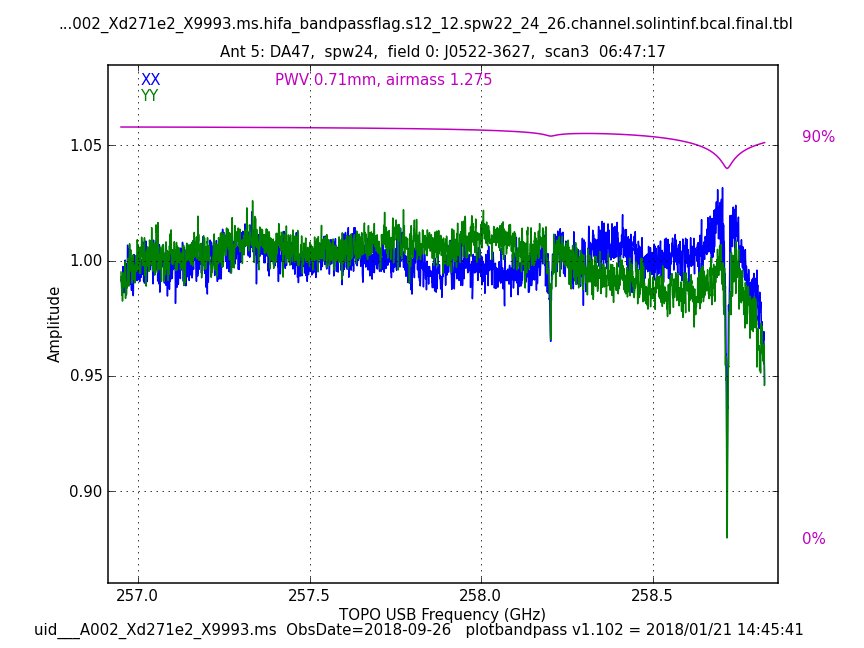 ...002_Xd271e2_X9993.ms.hifa_bandpassflag.s12_12.spw22_24_26.channel.solintinf.bcal.final.tbl
Ant 5: DA47, spw24, field 0: J0522-3627, scan3 06:47:17
XX
PWV 0.71mm, airmass 1.275
YY
90%
1.05
1.00
0.95
0.90
Amplitude
0%
257.0 257.5 258.0 258.5
TOPO USB Frequency (GHz)
uid___A002_Xd271e2_X9993.ms ObsDate=2018-09-26 plotbandpass v1.102 = 2018/01/21 14:45:41